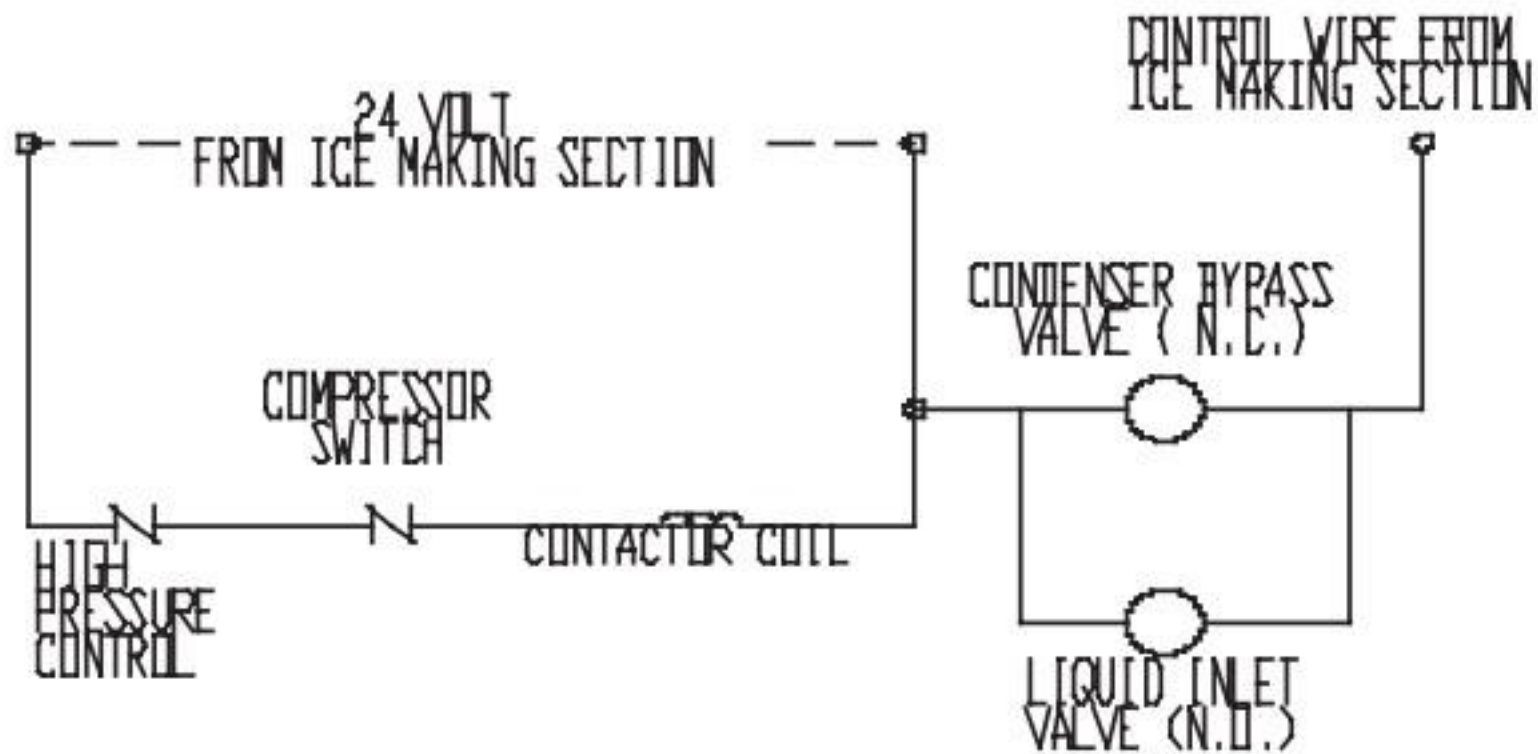 CONTROL WIRE FROM
ICE MAKING SECTION
24 VOLT
FROM ICE MAKING SECTION
CONDENSER BYPASS
VALVE ( N.C.)
COMPRESSOR
SWITCH
CONTACTOR COIL
HIGH
PRESSURE
CONTROL
LIQUID INLET
VALVE (N.O.)